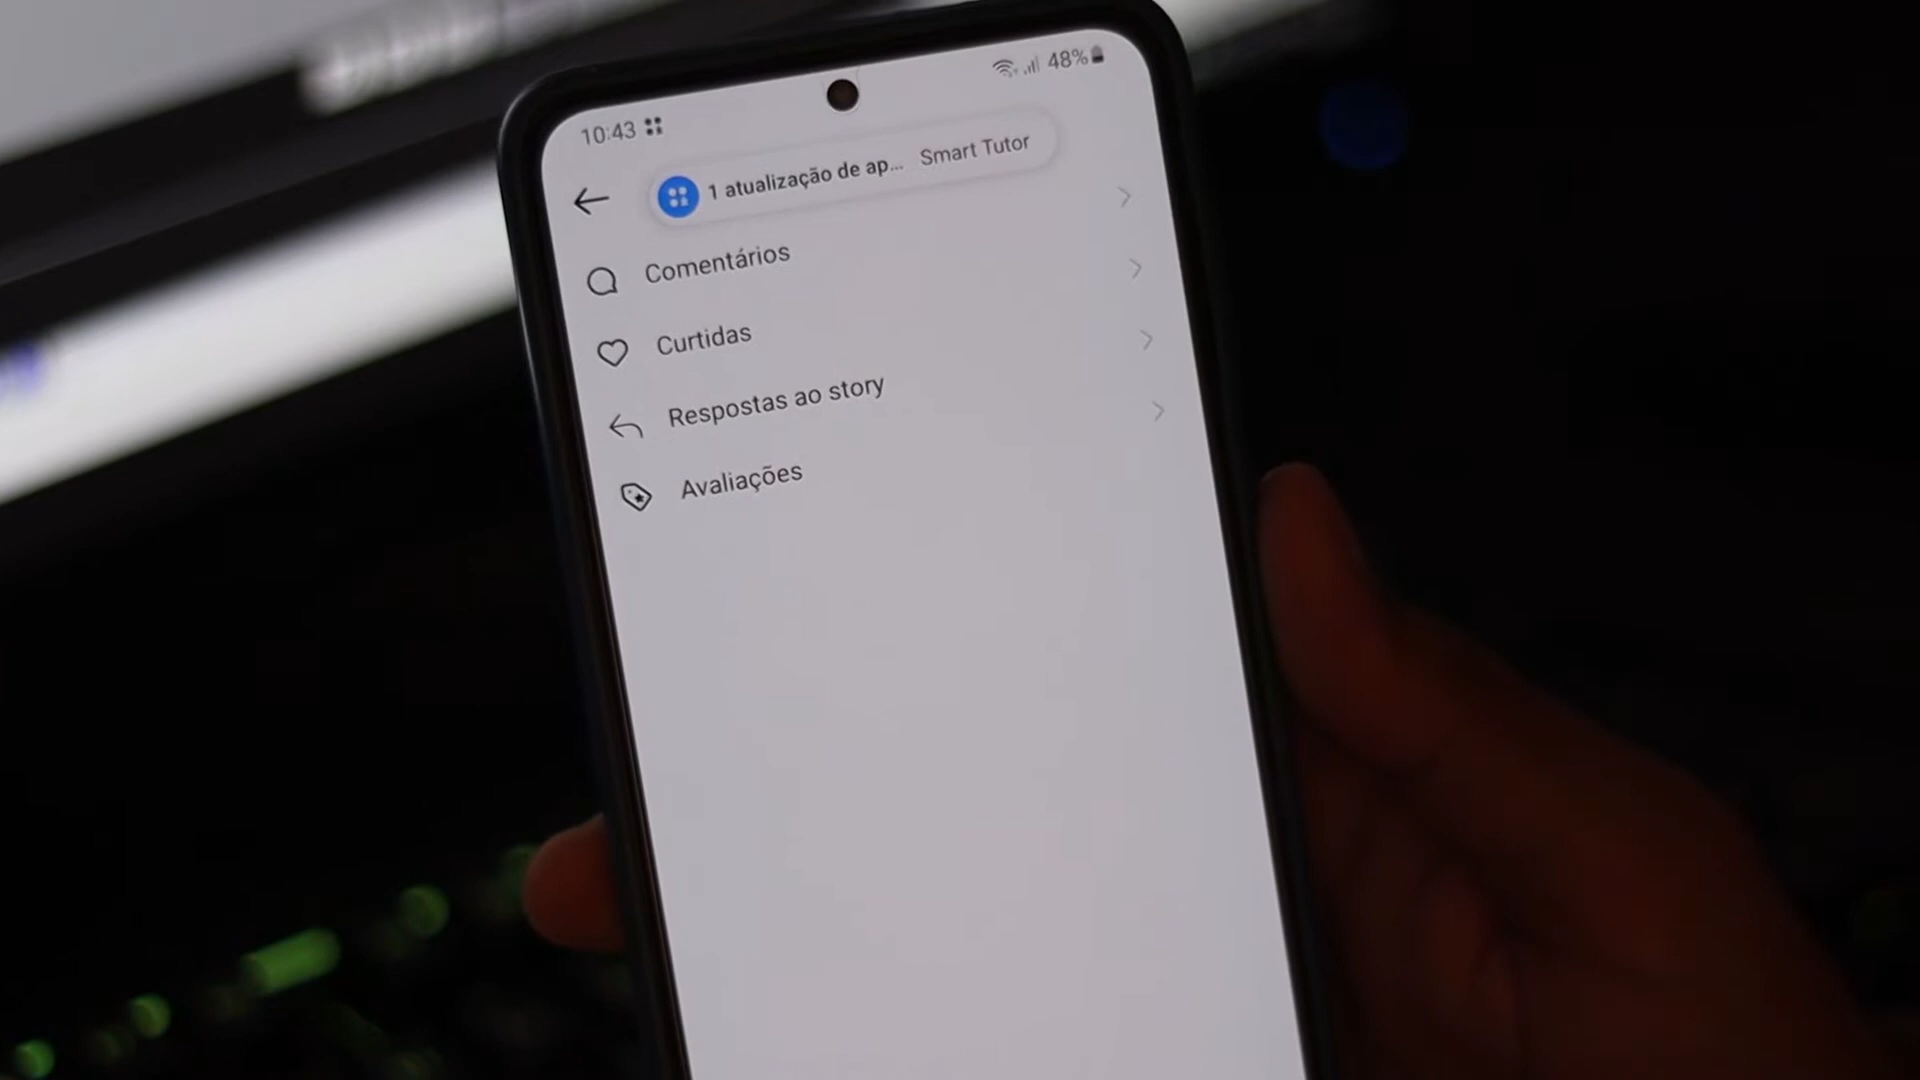 10:43 48%
1 atualização de ap... Smart Tutor
Comentários
Curtidas
Respostas ao story
Avaliações